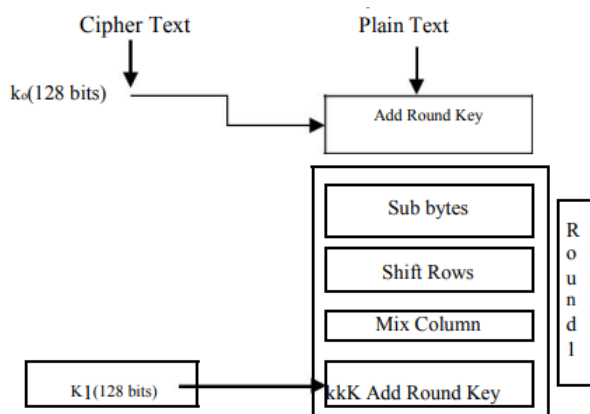 Cipher Text
Plain Text
k₀(128 bits)
Add Round Key
Sub bytes
Shift Rows
Mix Column
K1(128 bits)
kkK Add Round Key
R
o
u
n
d
1